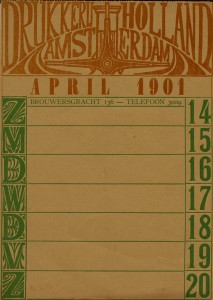 DRUKKERIJ HOLLAND
AMSTERDAM
APRIL 1901
BROUWERSGRACHT 136 — TELEFOON 3009
Z 14
M 15
D 16
W 17
D 18
V 19
Z 20